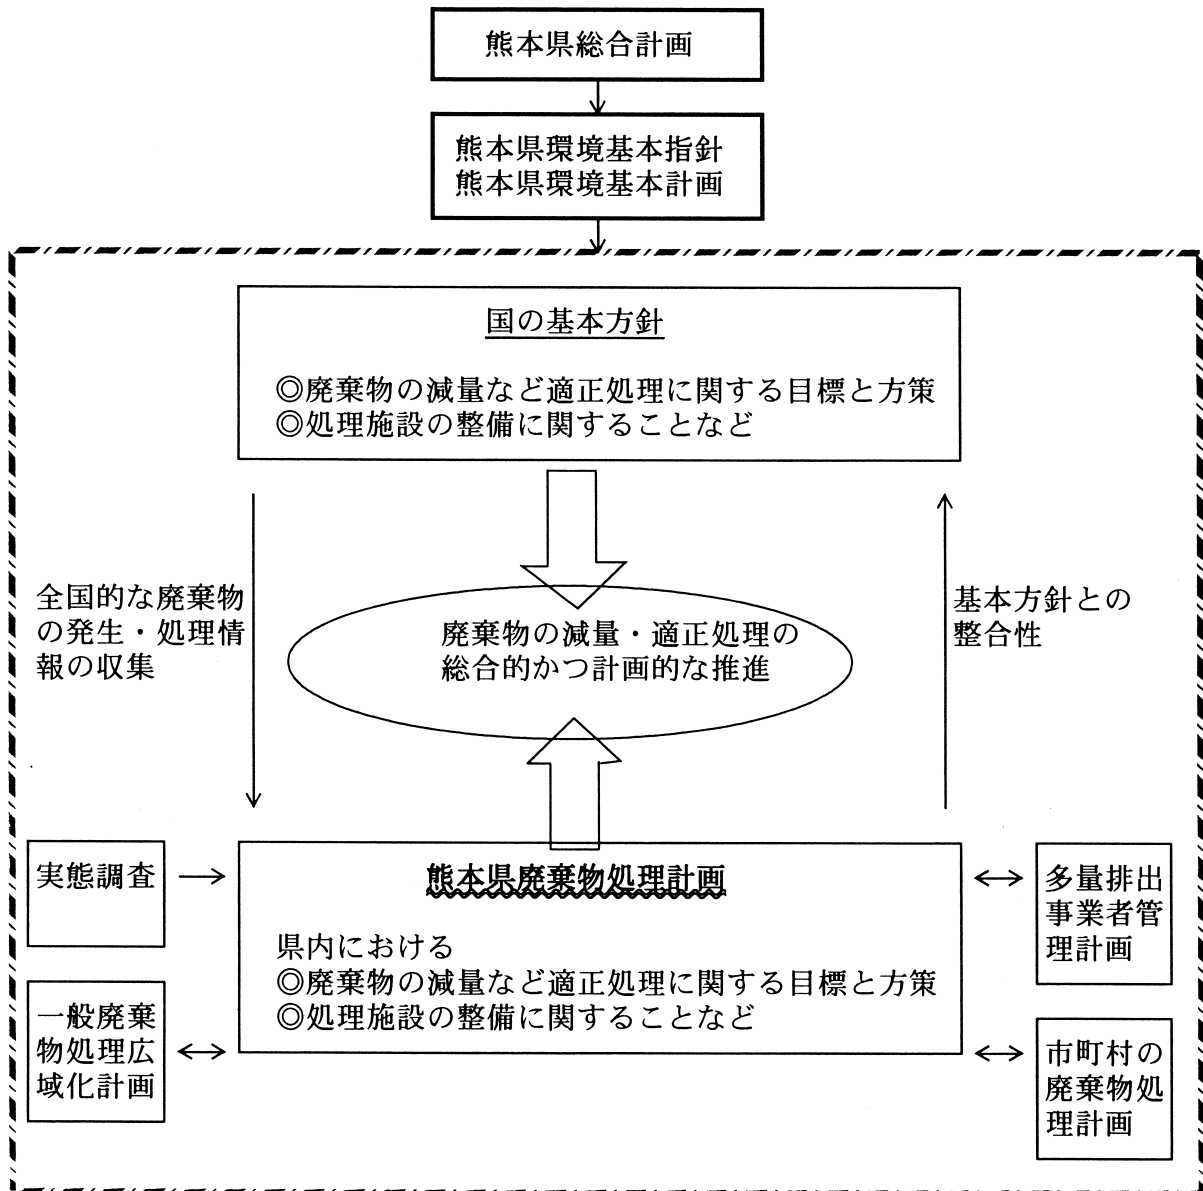 熊本県総合計画
熊本県環境基本指針
熊本県環境基本計画
国の基本方針
◎廃棄物の減量など適正処理に関する目標と方策
◎処理施設の整備に関することなど
全国的な廃棄物
の発生・処理情
報の収集
廃棄物の減量・適正処理の
総合的かつ計画的な推進
基本方針との
整合性
実態調査
熊本県廃棄物処理計画
県内における
◎廃棄物の減量など適正処理に関する目標と方策
◎処理施設の整備に関することなど
多量排出
事業者管
理計画
一般廃棄
物処理広
域化計画
市町村の
廃棄物処
理計画